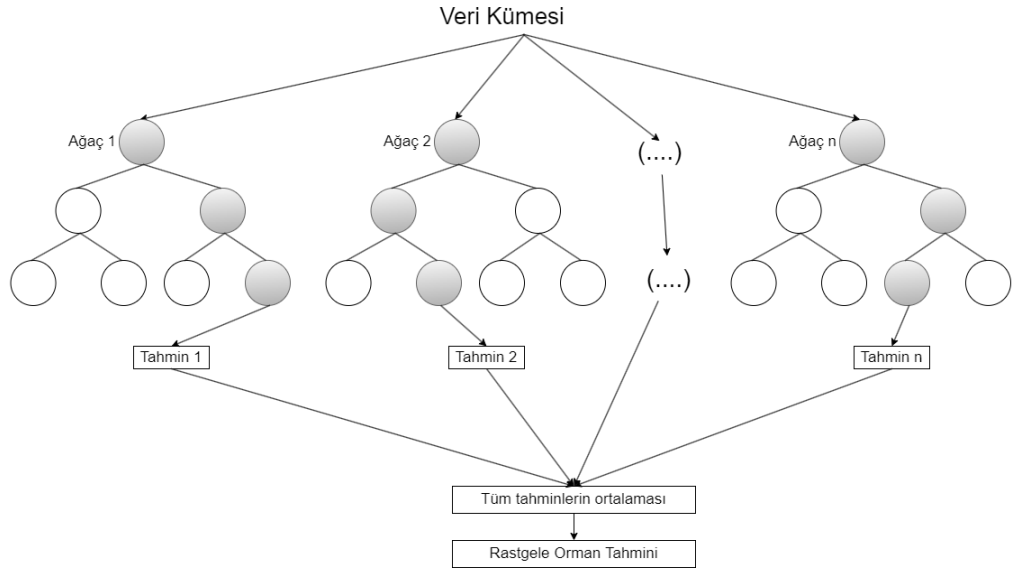 Veri Kümesi
Ağaç 1
Ağaç 2
(....)
Ağaç n
(....)
Tahmin 1
Tahmin 2
Tahmin n
Tüm tahminlerin ortalaması
Rastgele Orman Tahmini